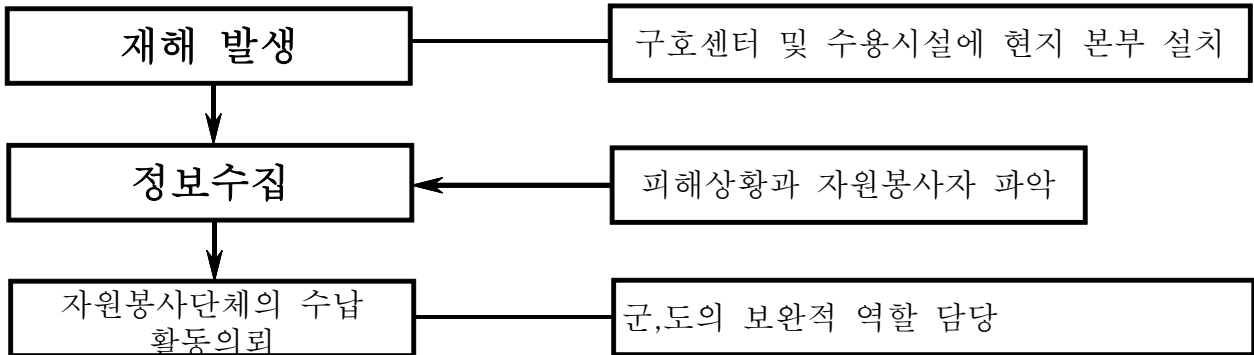 재해 발생
구호센터 및 수용시설에 현지 본부 설치
정보수집
피해상황과 자원봉사자 파악
자원봉사단체의 수납
활동의뢰
군,도의 보완적 역할 담당